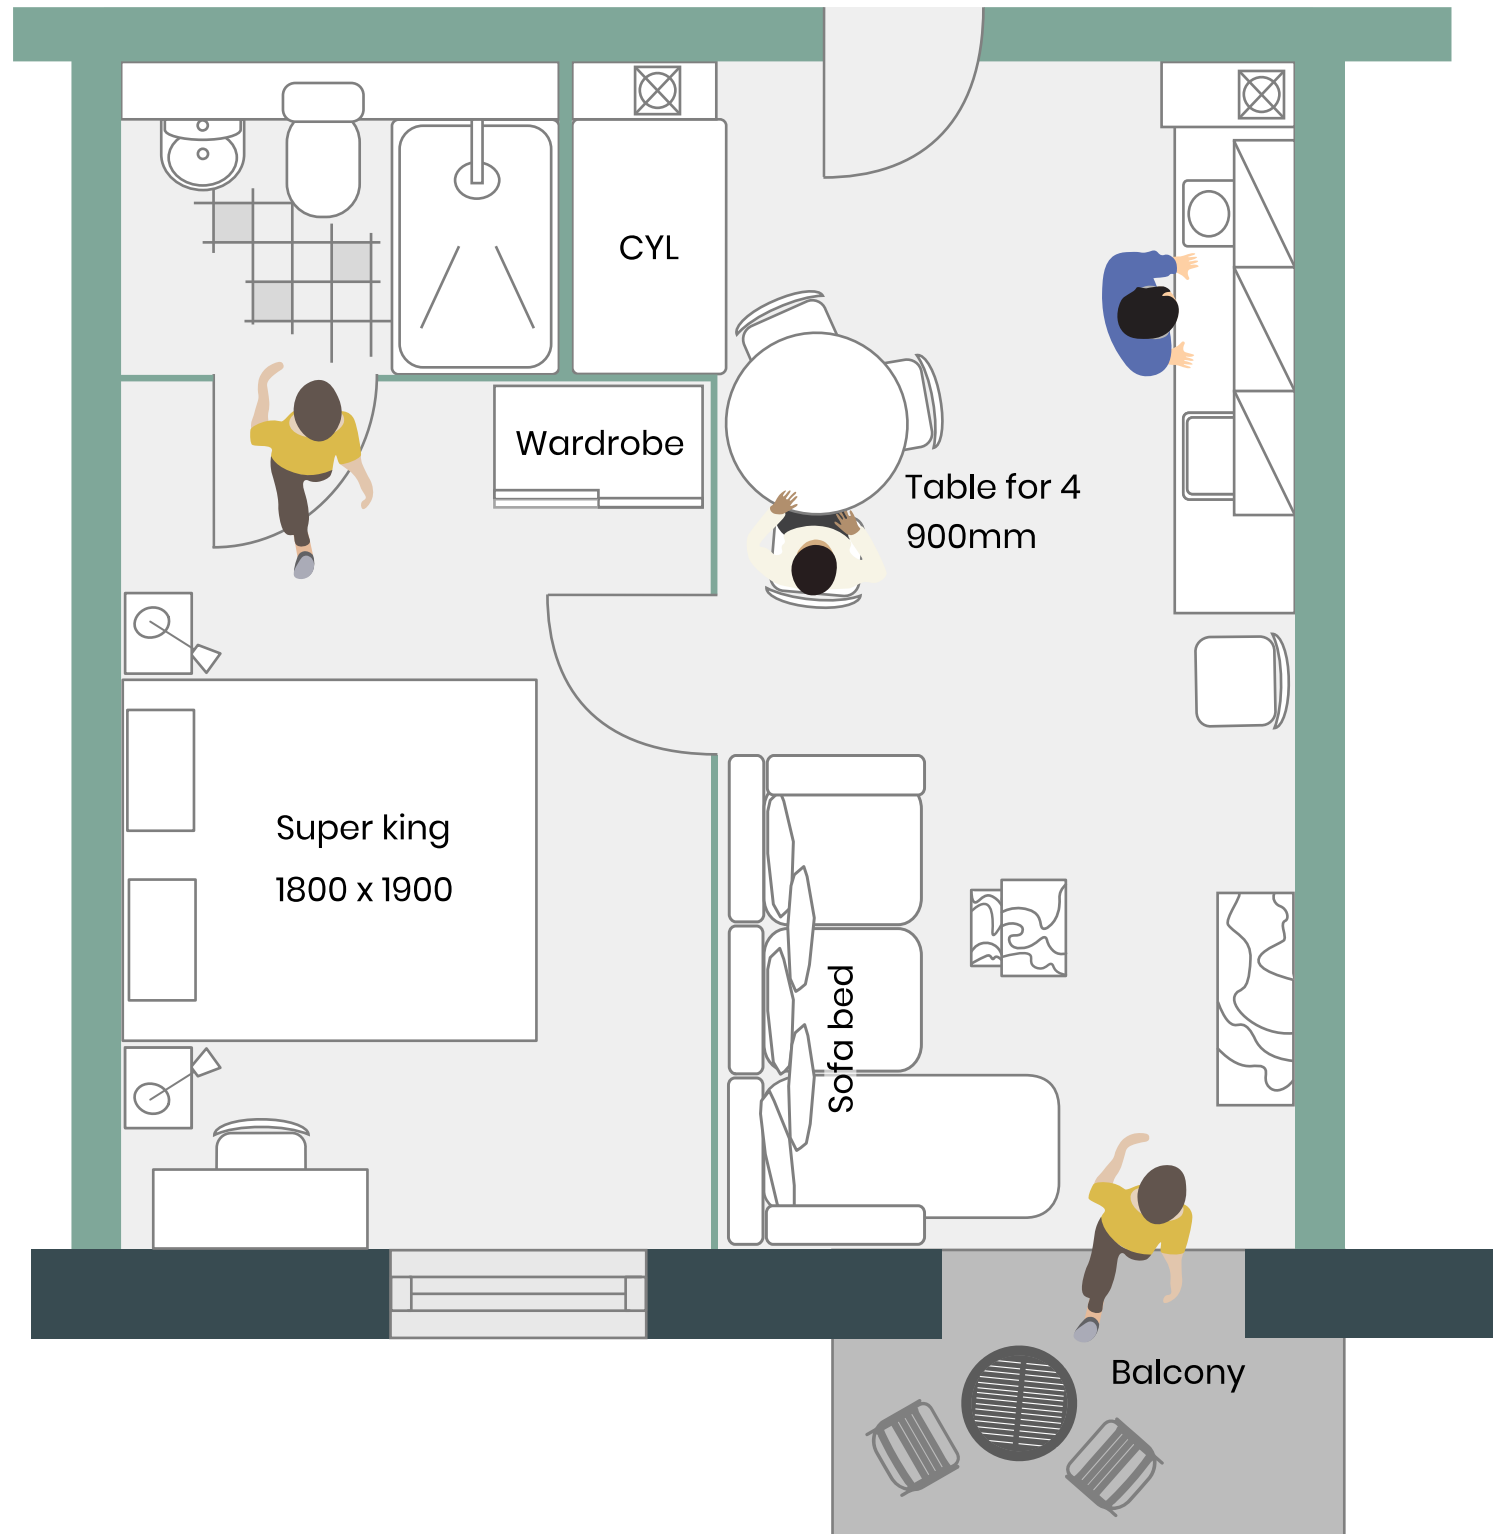 CYL
Wardrobe
Table for 4
900mm
Super king
1800 x 1900
Sofa bed
Balcony